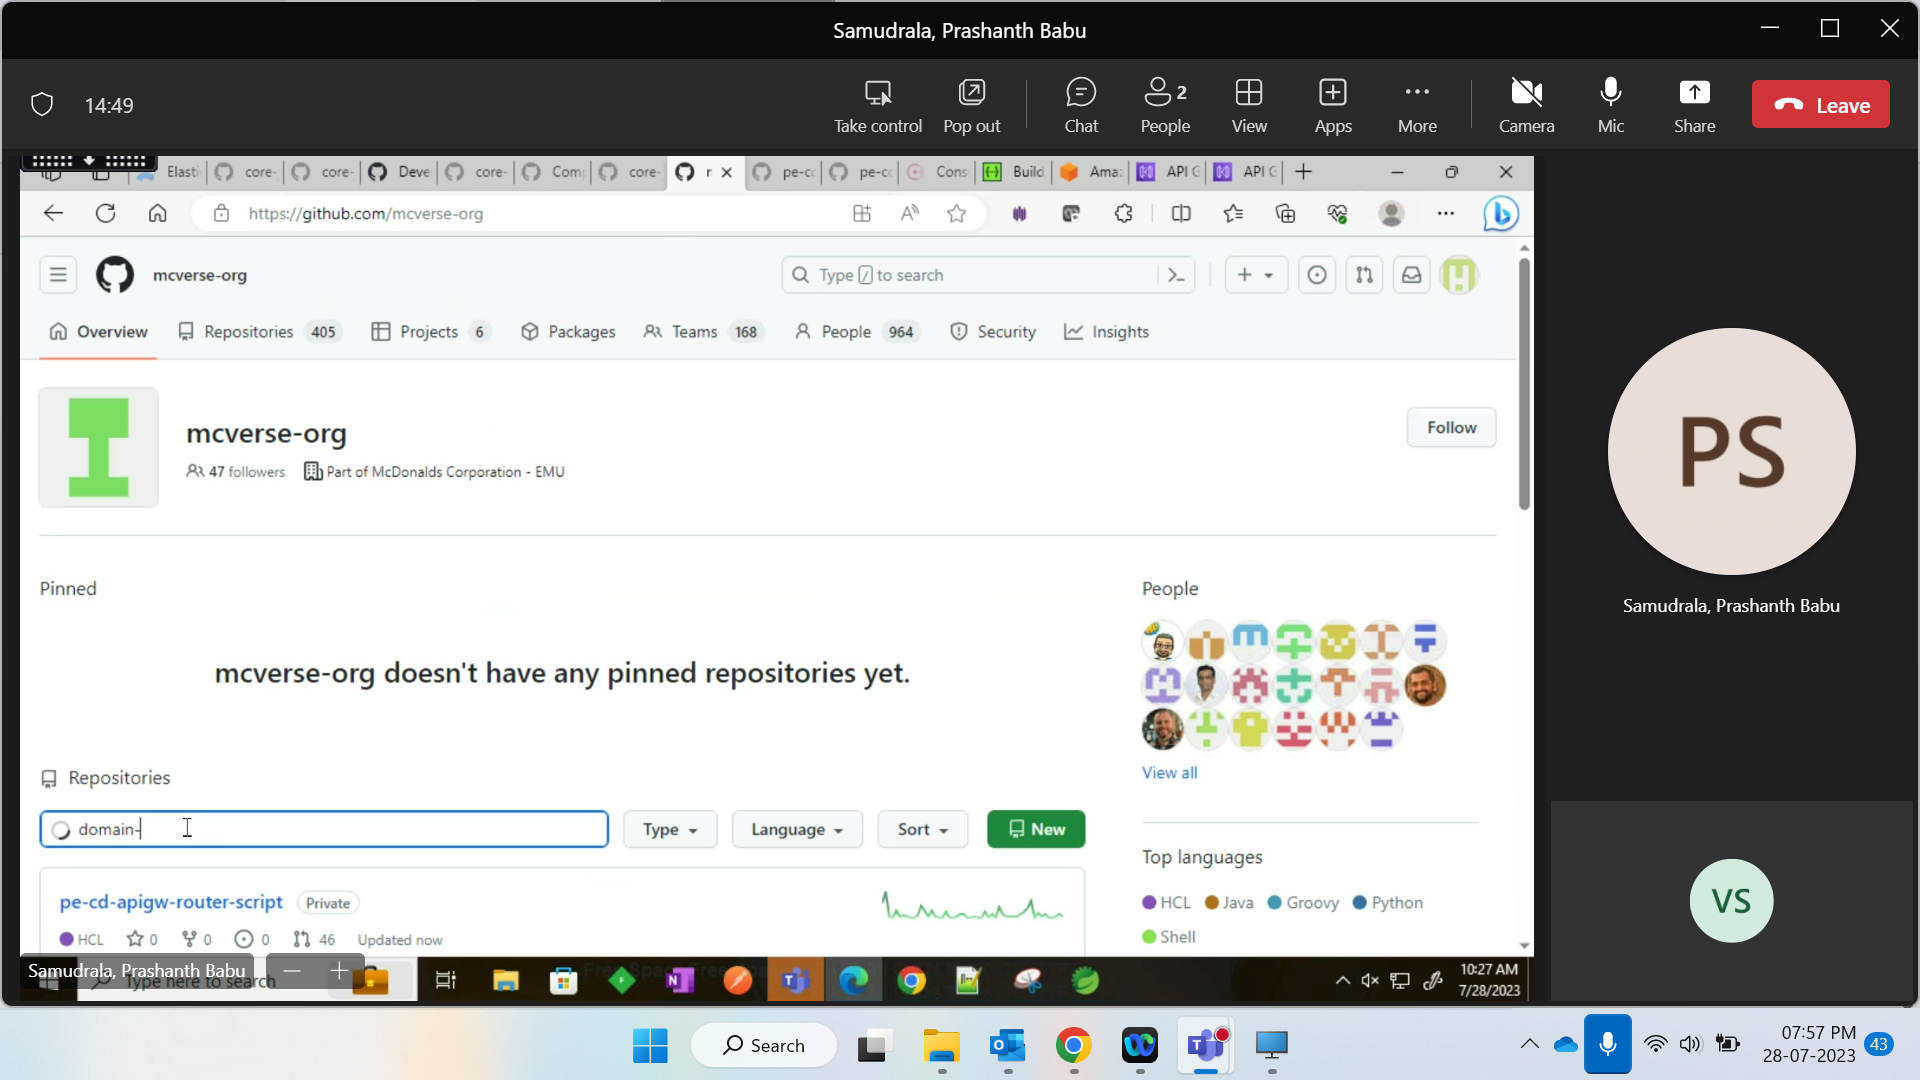 Samudrala, Prashanth Babu
14:49
Take control
Pop out
Chat
People 2
View
Apps
More
Camera
Mic
Share
Leave
Elasti
core-
core-
Deve
core-
Com
core-
r
pe-cc
pe-cc
Cons
Build
Ama
API G
API G
https://github.com/mcverse-org
mcverse-org
Type / to search
Overview
Repositories 405
Projects 6
Packages
Teams 168
People 964
Security
Insights
mcverse-org
47 followers
Part of McDonalds Corporation - EMU
Follow
Pinned
mcverse-org doesn't have any pinned repositories yet.
People
View all
Repositories
domain-
Type
Language
Sort
New
pe-cd-apigw-router-script Private
HCL 0 0 0 46 Updated now
Top languages
HCL Java Groovy Python
Shell
PS
Samudrala, Prashanth Babu
VS
Samudrala, Prashanth Babu
Type here to search
10:27 AM
7/28/2023
Search
07:57 PM
28-07-2023
43